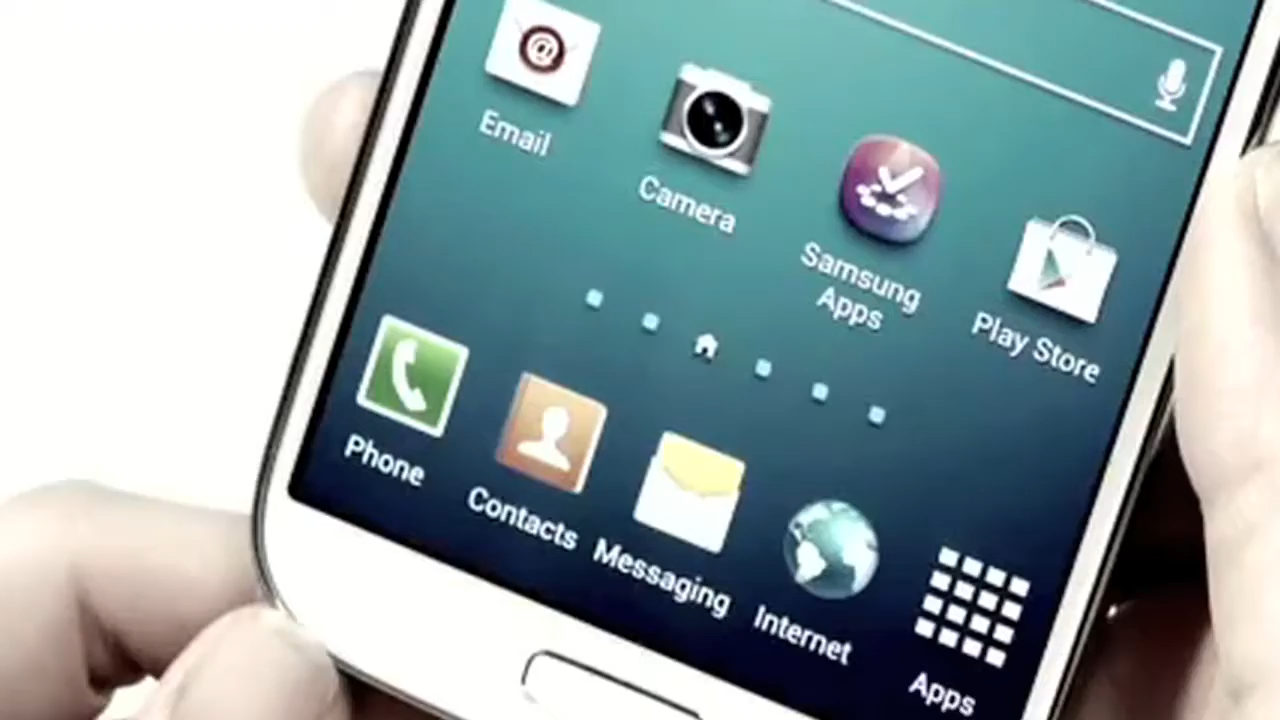 Email
Camera
Samsung
Apps
Play Store
Phone
Contacts
Messaging
Internet
Apps